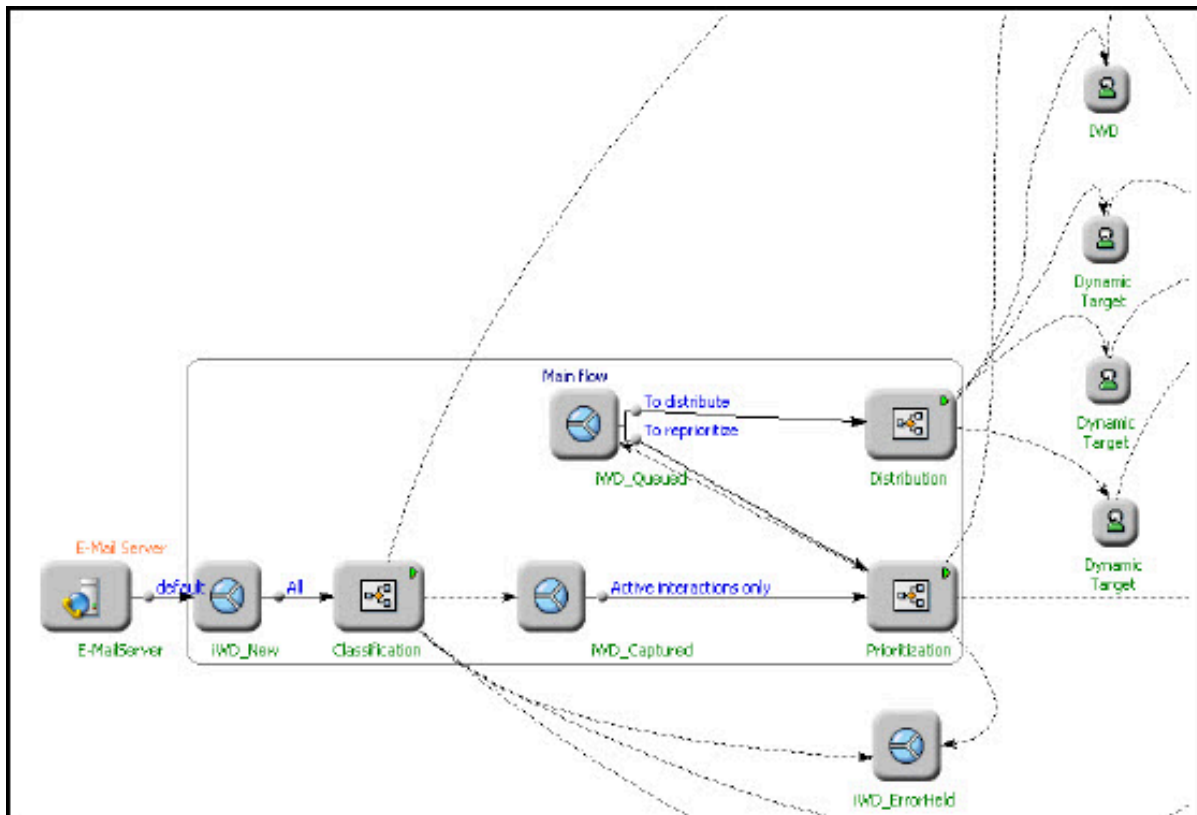 IWD
Dynamic
Target
Dynamic
Target
Main flow
To distribute
To reprioritize
iWD_Queued
Distribution
Dynamic
Target
E-Mail Server
default
All
Active interactions only
E-MailServer
iWD_New
Classification
iWD_Captured
Prioritization
iWD_ErrorHeld